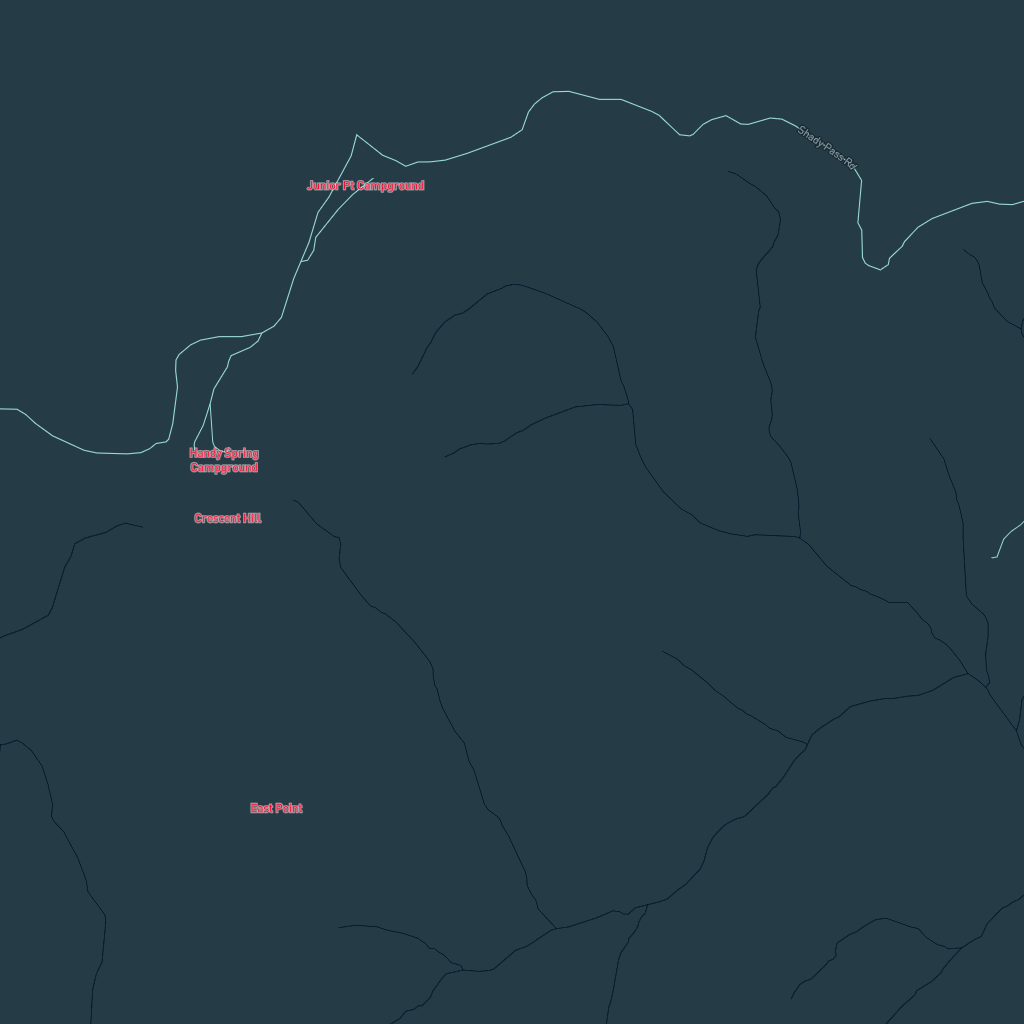 Shady Pass Rd
Junior Pt Campground
Handy Spring
Campground
Crescent Hill
East Point